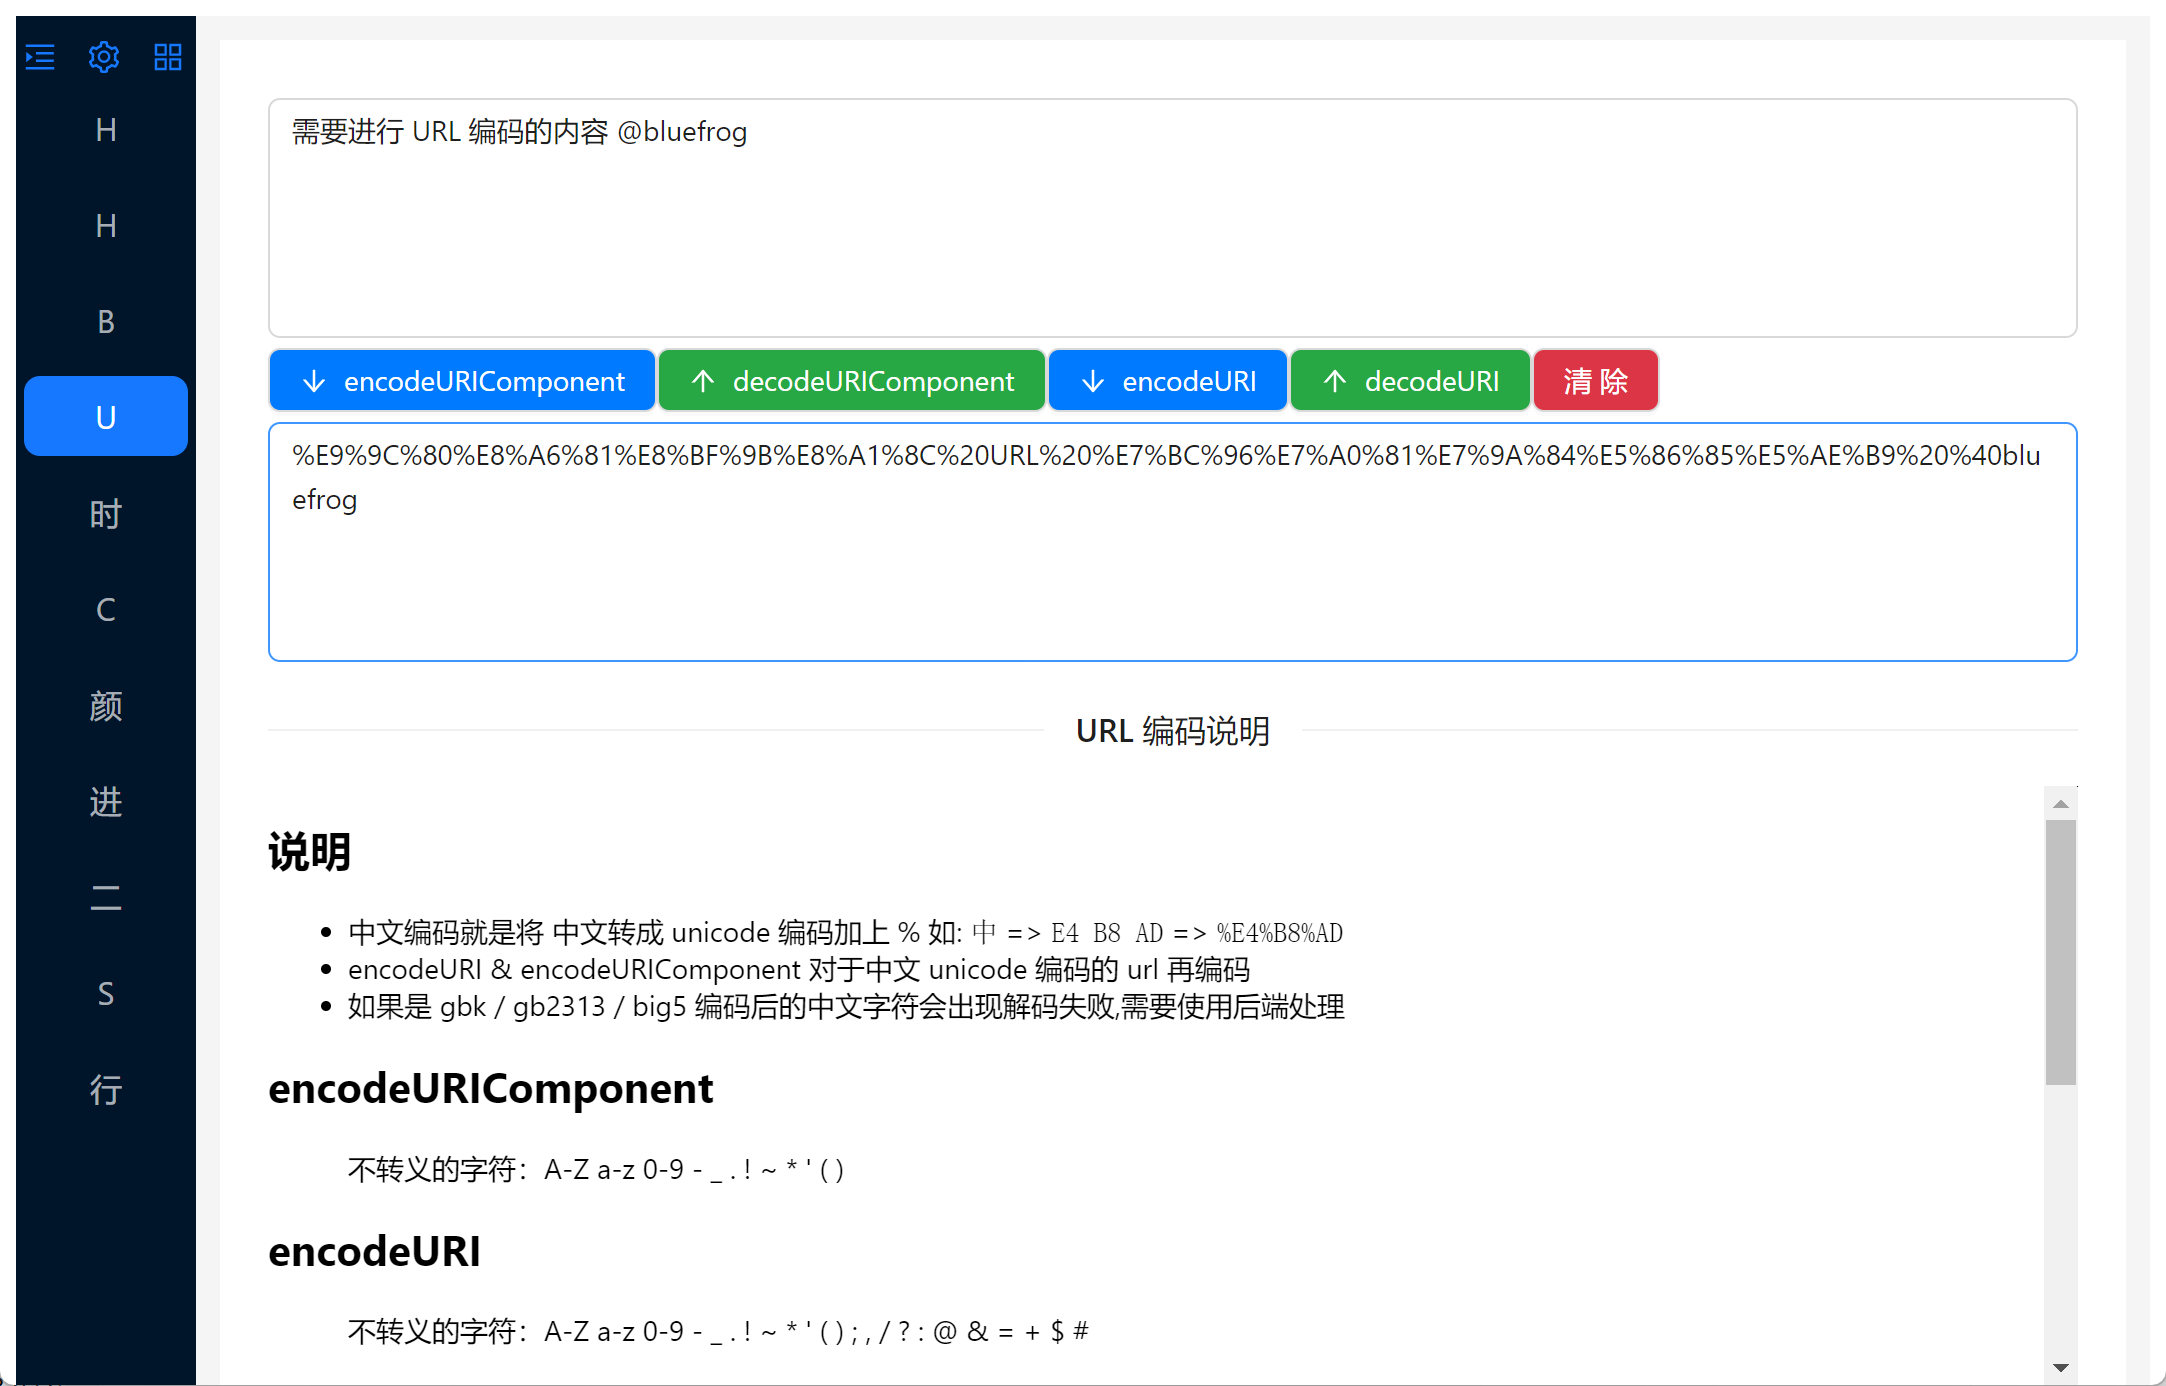 H
H
B
U
时
C
颜
进
二
S
行
需要进行 URL 编码的内容 @bluefrog
encodeURIComponent decodeURIComponent encodeURI decodeURI 清 除
%E9%9C%80%E8%A6%81%E8%BF%9B%E8%A1%8C%20URL%20%E7%BC%96%E7%A0%81%E7%9A%84%E5%86%85%E5%AE%B9%20%40blu
efrog
URL 编码说明
说明
• 中文编码就是将 中文转成 unicode 编码加上 % 如: 中 => E4 B8 AD => %E4%B8%AD
• encodeURI & encodeURIComponent 对于中文 unicode 编码的 url 再编码
• 如果是 gbk / gb2313 / big5 编码后的中文字符会出现解码失败,需要使用后端处理
encodeURIComponent
不转义的字符：A-Z a-z 0-9 - _ . ! ~ * ' ( )
encodeURI
不转义的字符：A-Z a-z 0-9 - _ . ! ~ * ' ( ) ; , / ? : @ & = + $ #